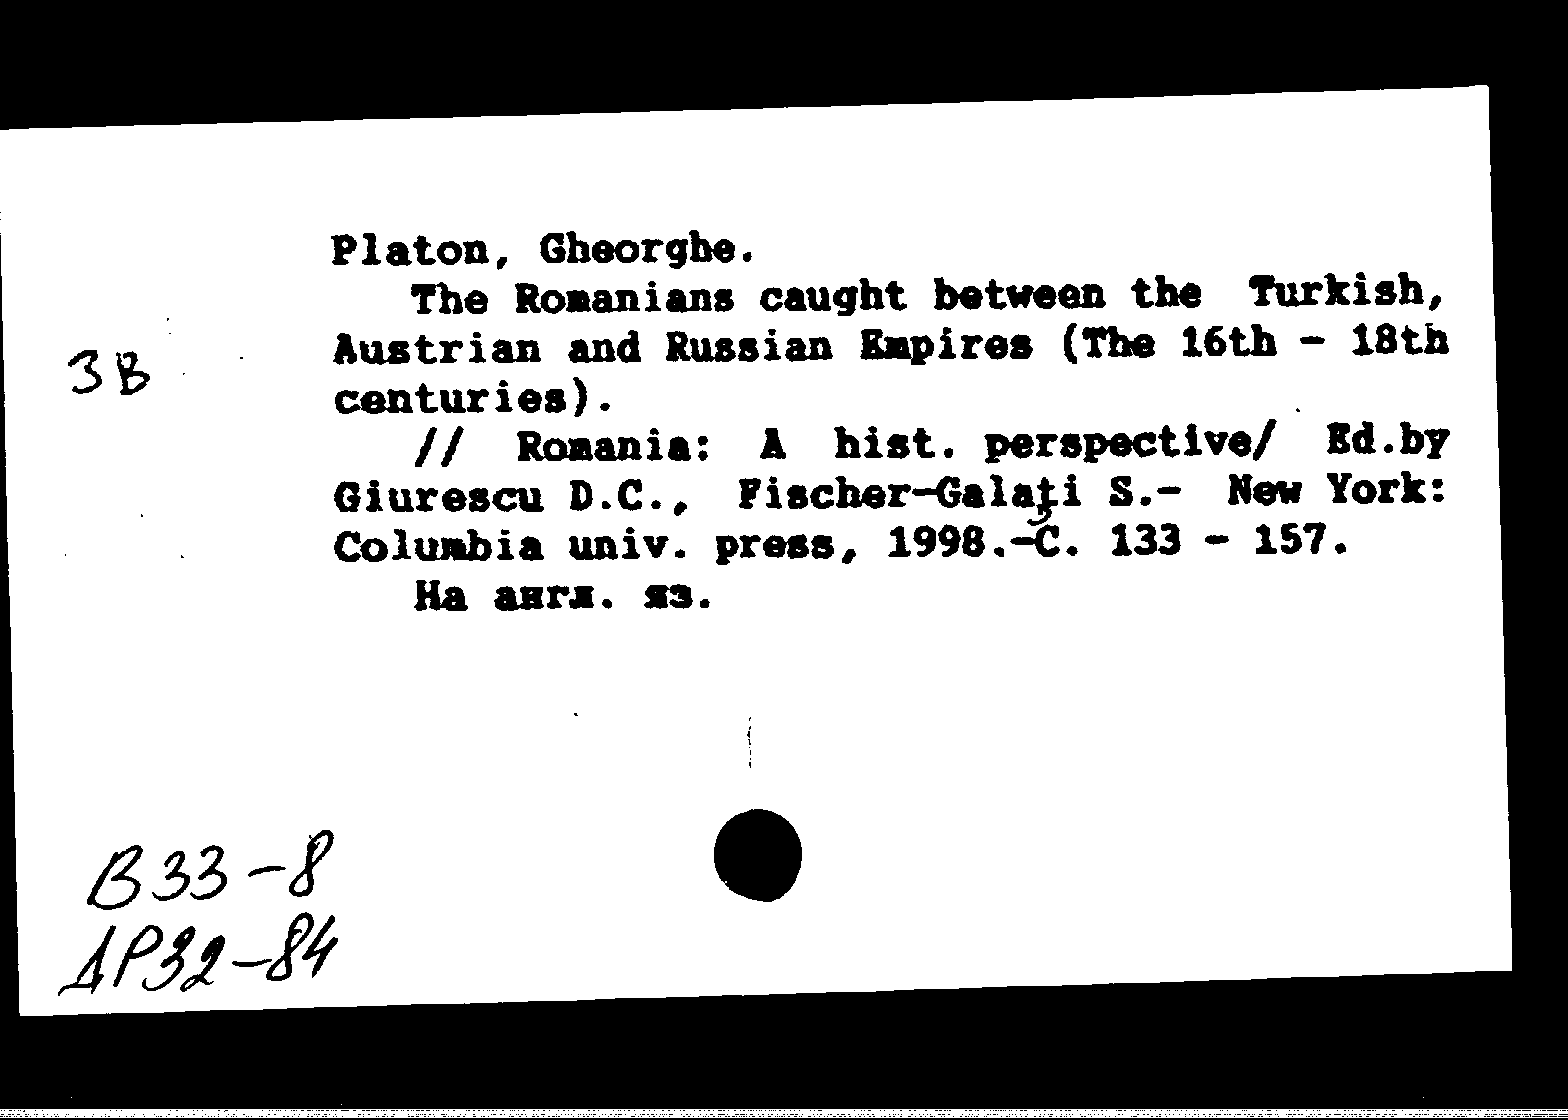 Platon, Gheorghe.
The Romanians caught between the Turkish,
3B
Austrian and Russian Empires (The 16th - 18th
centuries).
// Romania: A hist. perspective/ Ed.by
Giurescu D.C., Fischer-Galaţi S.- New York:
Columbia univ. press, 1998.-С. 133 - 157.
На англ. яз.
В33-8
ДР32-84